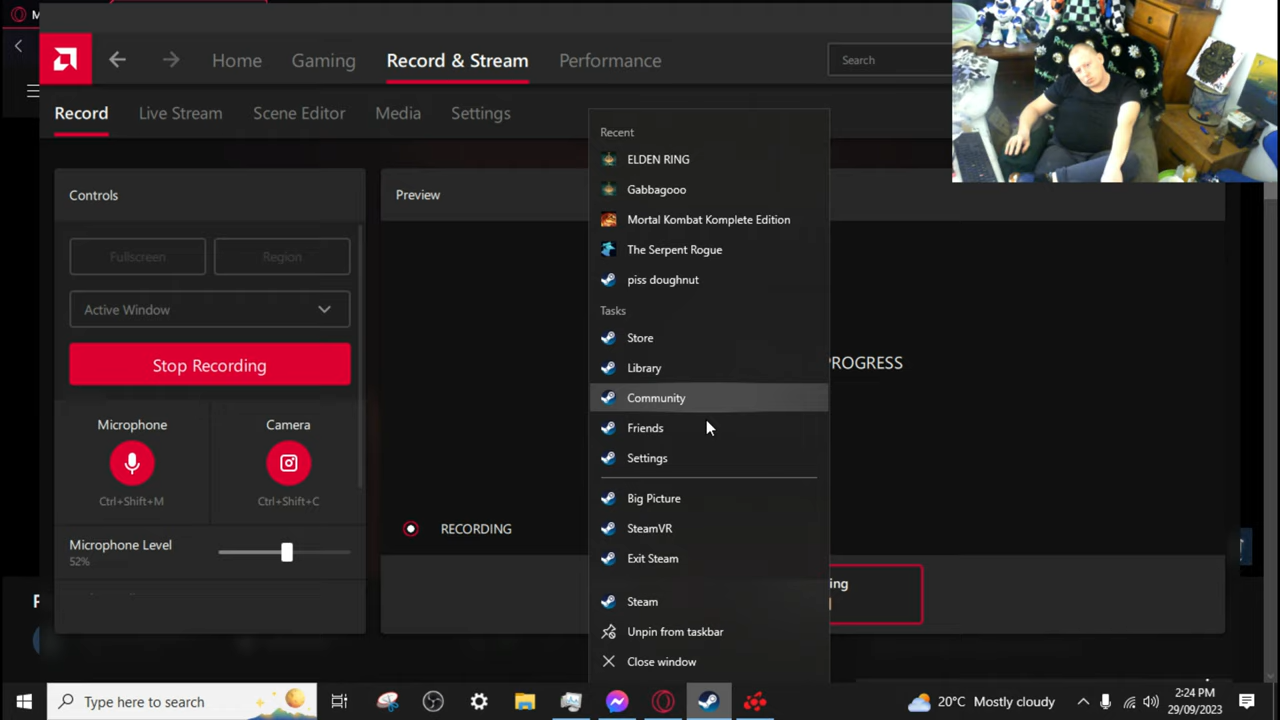 M
Home
Gaming
Record & Stream
Performance
Search
Record
Live Stream
Scene Editor
Media
Settings
Controls
Fullscreen
Region
Active Window
Stop Recording
Microphone
Ctrl+Shift+M
Camera
Ctrl+Shift+C
Microphone Level
52%
Preview
ROGRESS
RECORDING
ing
Recent
ELDEN RING
Gabbagooo
Mortal Kombat Komplete Edition
The Serpent Rogue
piss doughnut
Tasks
Store
Library
Community
Friends
Settings
Big Picture
SteamVR
Exit Steam
Steam
Unpin from taskbar
Close window
Type here to search
20°C Mostly cloudy
2:24 PM
29/09/2023